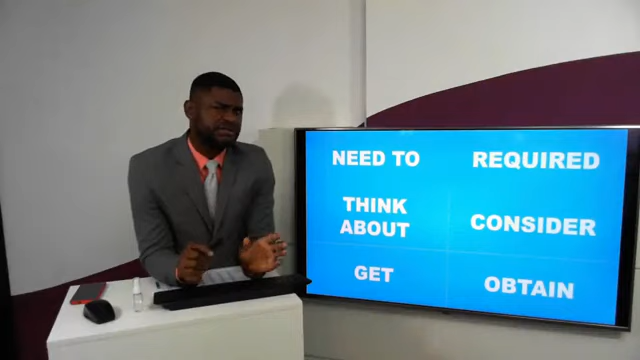 NEED TO REQUIRED
THINK
ABOUT CONSIDER
GET OBTAIN